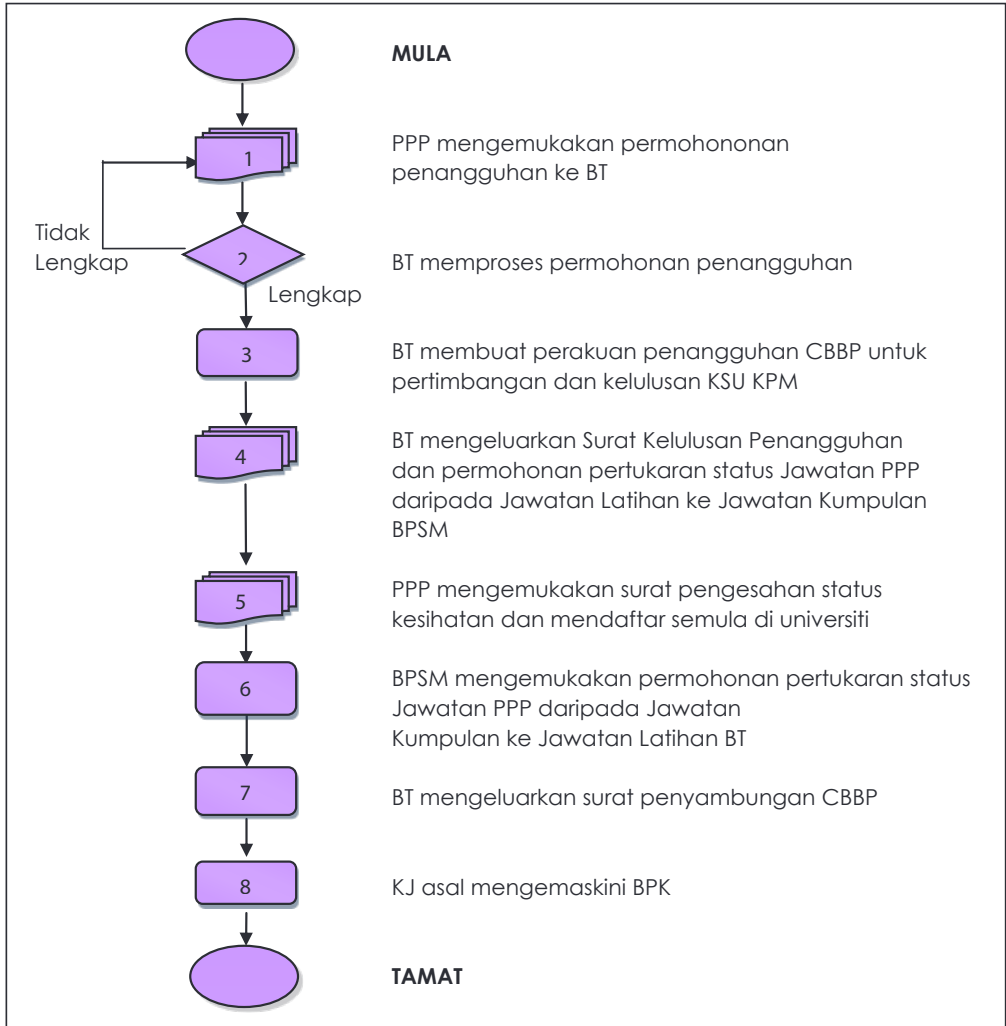 MULA
1
PPP mengemukakan permohononan
penangguhan ke BT
Tidak
Lengkap
2
BT memproses permohonan penangguhan
Lengkap
3
BT membuat perakuan penangguhan CBBP untuk
pertimbangan dan kelulusan KSU KPM
4
BT mengeluarkan Surat Kelulusan Penangguhan
dan permohonan pertukaran status Jawatan PPP
daripada Jawatan Latihan ke Jawatan Kumpulan
BPSM
5
PPP mengemukakan surat pengesahan status
kesihatan dan mendaftar semula di universiti
6
BPSM mengemukakan permohonan pertukaran status
Jawatan PPP daripada Jawatan
Kumpulan ke Jawatan Latihan BT
7
BT mengeluarkan surat penyambungan CBBP
8
KJ asal mengemaskini BPK
TAMAT